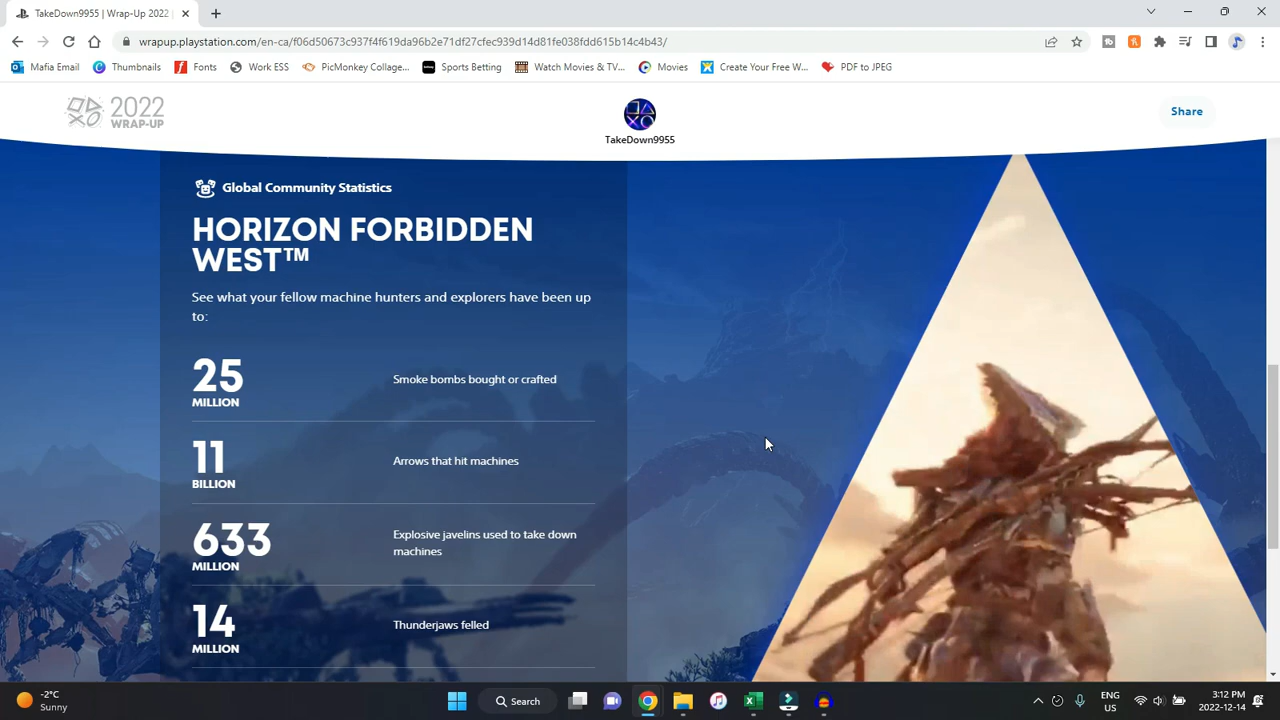 TakeDown9955 | Wrap-Up 2022
wrapup.playstation.com/en-ca/f06d50673c937f4f619da96b2e71df27cfec939d14d81fe038fdd615b14c4b43/
Mafia Email
Thumbnails
Fonts
Work ESS
PicMonkey Collage...
Sports Betting
Watch Movies & TV...
Movies
Create Your Free W...
PDF to JPEG
2022
WRAP-UP
TakeDown9955
Share
Global Community Statistics
HORIZON FORBIDDEN
WEST™
See what your fellow machine hunters and explorers have been up
to:
25
MILLION
Smoke bombs bought or crafted
11
BILLION
Arrows that hit machines
633
MILLION
Explosive javelins used to take down
machines
14
MILLION
Thunderjaws felled
-2°C
Sunny
Search
ENG
US
3:12 PM
2022-12-14